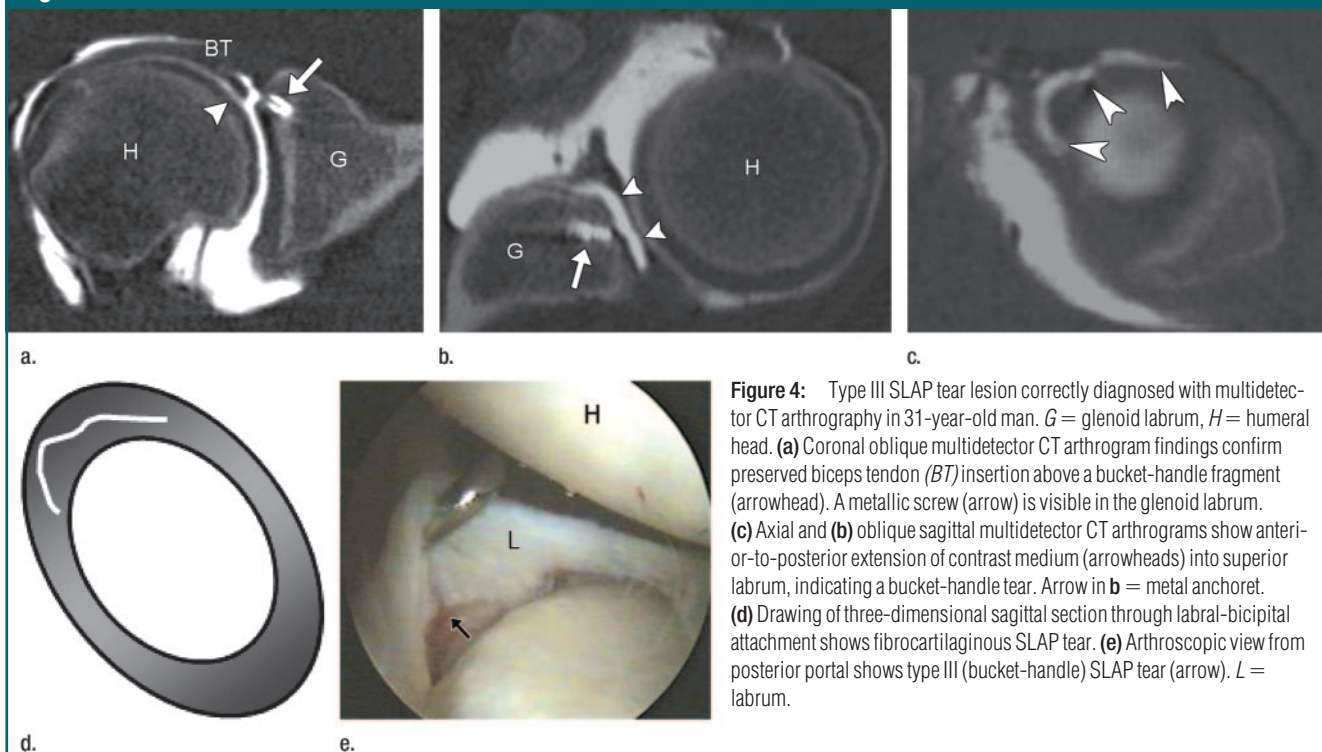 BT
H
G
H
G
a.
b.
c.
H
L
d.
e.
Figure 4: Type III SLAP tear lesion correctly diagnosed with multidetec-
tor CT arthrography in 31-year-old man. G = glenoid labrum, H = humeral
head. (a) Coronal oblique multidetector CT arthrogram findings confirm
preserved biceps tendon (BT) insertion above a bucket-handle fragment
(arrowhead). A metallic screw (arrow) is visible in the glenoid labrum.
(c) Axial and (b) oblique sagittal multidetector CT arthrograms show anteri-
or-to-posterior extension of contrast medium (arrowheads) into superior
labrum, indicating a bucket-handle tear. Arrow in b = metal anchoret.
(d) Drawing of three-dimensional sagittal section through labral-bicipital
attachment shows fibrocartilaginous SLAP tear. (e) Arthroscopic view from
posterior portal shows type III (bucket-handle) SLAP tear (arrow). L =
labrum.